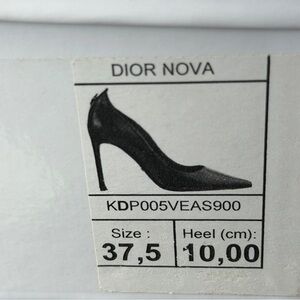 DIOR NOVA
KDP005VEAS900
Size : Heel (cm):
37,5 10,00